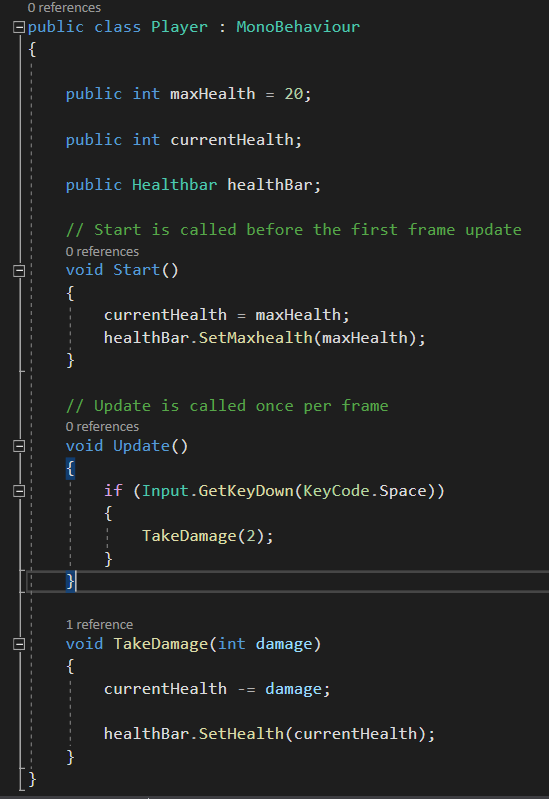 0 references
public class Player : MonoBehaviour
{
public int maxHealth = 20;
public int currentHealth;
public Healthbar healthBar;
// Start is called before the first frame update
0 references
void Start()
{
currentHealth = maxHealth;
healthBar.SetMaxhealth(maxHealth);
}
// Update is called once per frame
0 references
void Update()
{
if (Input.GetKeyDown(KeyCode.Space))
{
TakeDamage(2);
}
}
1 reference
void TakeDamage(int damage)
{
currentHealth -= damage;
healthBar.SetHealth(currentHealth);
}
}